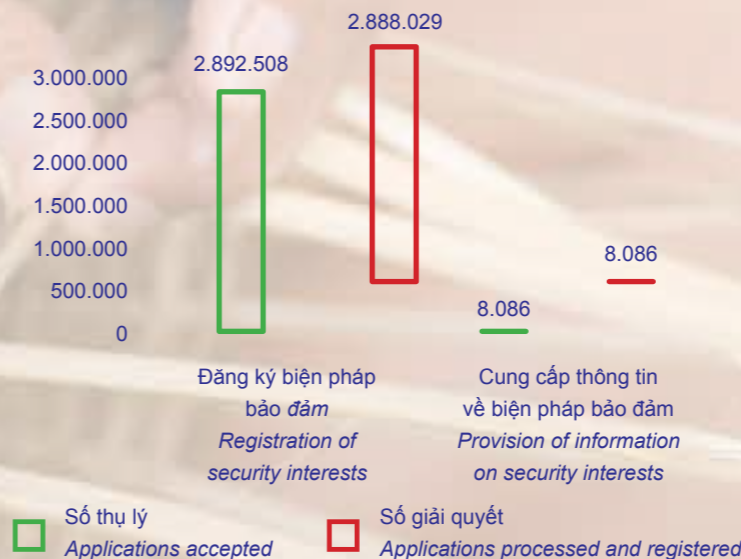 2.888.029
2.892.508
3.000.000
2.500.000
2.000.000
1.500.000
1.000.000
500.000
0
8.086
8.086
Đăng ký biện pháp
bảo đảm
Registration of
security interests
Cung cấp thông tin
về biện pháp bảo đảm
Provision of information
on security interests
Số thụ lý
Applications accepted
Số giải quyết
Applications processed and registered